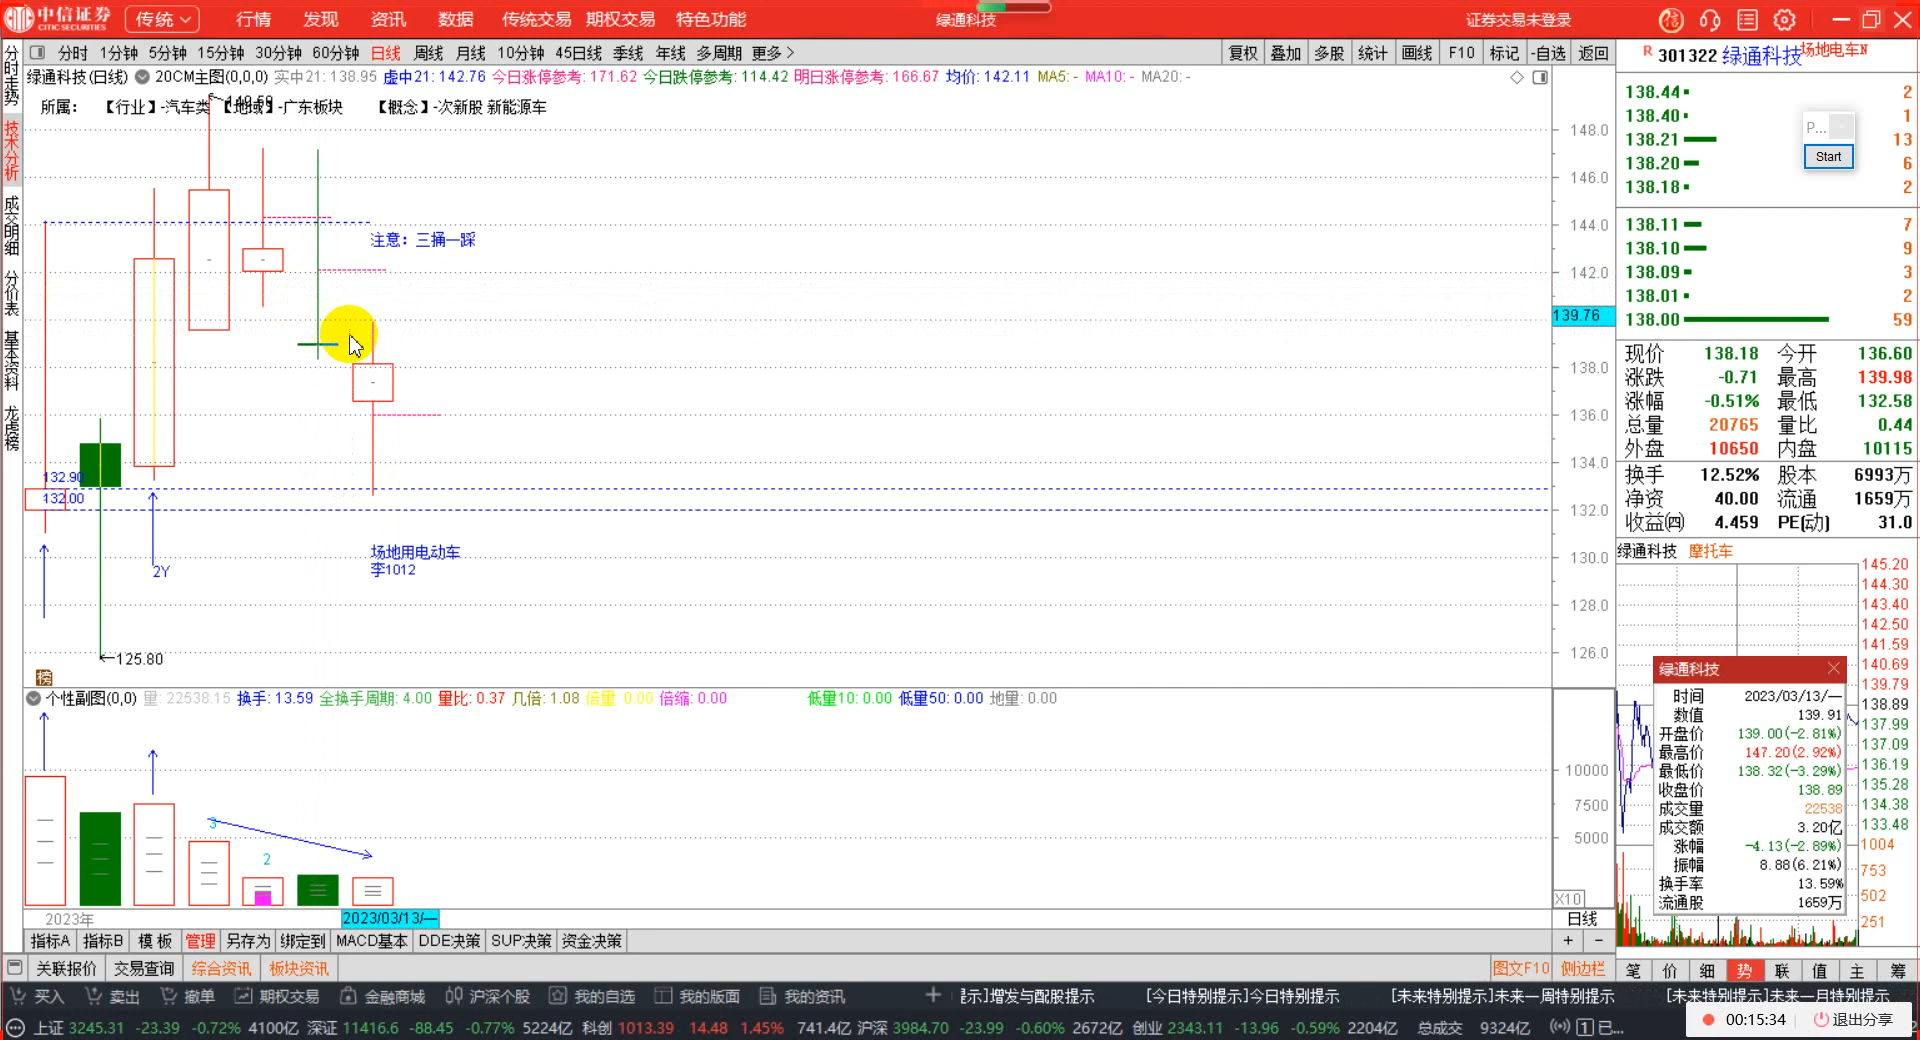 中信证券
CITIC SECURITIES
传统
行情 发现 资讯 数据 传统交易 期权交易 特色功能
绿通科技
证券交易未登录
分时 1分钟 5分钟 15分钟 30分钟 60分钟 日线 周线 月线 10分钟 45日线 季线 年线 多周期 更多
复权 叠加 多股 统计 画线 F10 标记 -自选 返回
R 301322 绿通科技 场地电车N
分时走势
技术分析
成交明细
分价表
基本资料
龙虎榜
绿通科技(日线) 20CM主图(0,0,0) 实中21: 138.95 虚中21: 142.76 今日涨停参考: 171.62 今日跌停参考: 114.42 明日涨停参考: 166.67 均价: 142.11 MA5: - MA10: - MA20: -
所属: 【行业】-汽车类 【地域】-广东板块 【概念】-次新股 新能源车
注意: 三捅一踩
132.90
132.00
2Y
场地用电动车
李1012
125.80
榜
148.0
146.0
144.0
142.0
139.76
138.0
136.0
134.0
132.0
130.0
128.0
126.0
个性副图(0,0) 量: 22538.15 换手: 13.59 全换手周期: 4.00 量比: 0.37 几倍: 1.08 倍量: 0.00 倍缩: 0.00 低量10: 0.00 低量50: 0.00 地量: 0.00
3
2
10000
7500
5000
X10
2023年
2023/03/13/一
日线
指标A 指标B 模板 管理 另存为 绑定到 MACD基本 DDE决策 SUP决策 资金决策
+ -
关联报价 交易查询 综合资讯 板块资讯
图文F10 侧边栏
138.44 2
138.40 1
138.21 13
138.20 6
138.18 2
P...
Start
138.11 7
138.10 9
138.09 3
138.01 2
138.00 59
现价 138.18 今开 136.60
涨跌 -0.71 最高 139.98
涨幅 -0.51% 最低 132.58
总量 20765 量比 0.44
外盘 10650 内盘 10115
换手 12.52% 股本 6993万
净资 40.00 流通 1659万
收益(四) 4.459 PE(动) 31.0
绿通科技 摩托车
145.20
144.30
143.40
142.50
141.59
140.69
139.79
138.89
137.99
137.09
136.19
135.28
134.38
133.48
1004
753
502
251
绿通科技
时间 2023/03/13/一
数值 139.91
开盘价 139.00(-2.81%)
最高价 147.20(2.92%)
最低价 138.32(-3.29%)
收盘价 138.89
成交量 22538
成交额 3.20亿
涨幅 -4.13(-2.89%)
振幅 8.88(6.21%)
换手率 13.59%
流通股 1659万
笔 价 细 势 联 值 主 筹
买入 卖出 撤单 期权交易 金融商城 沪深个股 我的自选 我的版面 我的资讯
示]增发与配股提示 [今日特别提示]今日特别提示 [未来特别提示]未来一周特别提示 [未来特别提示]未来一月特别提示
上证 3245.31 -23.39 -0.72% 4100亿 深证 11416.6 -88.45 -0.77% 5224亿 科创 1013.39 14.48 1.45% 741.4亿 沪深 3984.70 -23.99 -0.60% 2672亿 创业 2343.11 -13.96 -0.59% 2204亿 总成交 9324亿 1 已...
00:15:34 退出分享